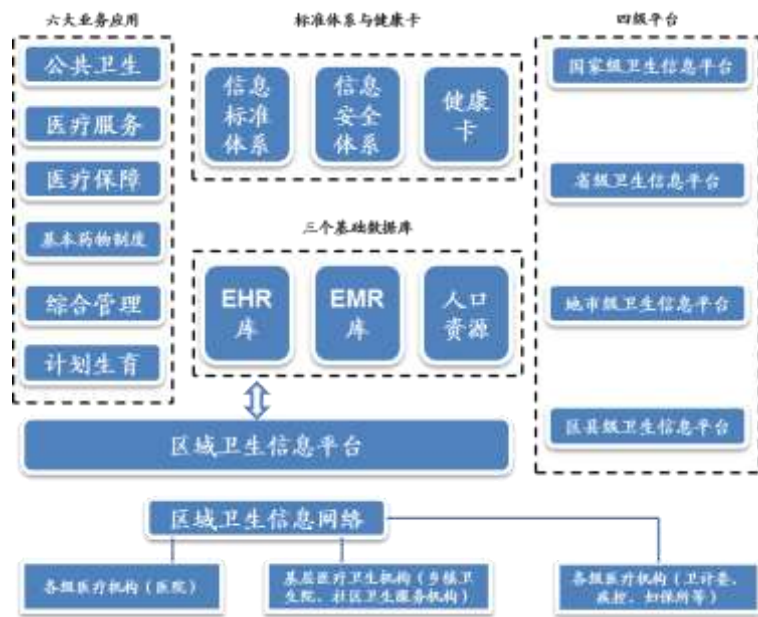 六大业务应用
公共卫生
医疗服务
医疗保障
基本药物制度
综合管理
计划生育
标准体系与健康卡
信息
标准
体系
信息
安全
体系
健康
卡
三个基础数据库
EHR
库
EMR
库
人口
资源
四级平台
国家级卫生信息平台
省级卫生信息平台
地市级卫生信息平台
区县级卫生信息平台
区域卫生信息平台
区域卫生信息网络
各级医疗机构（医院）
基层医疗卫生机构（乡镇卫
生院、社区卫生服务机构）
各级医疗机构（卫计委、
疾控、妇保所等）